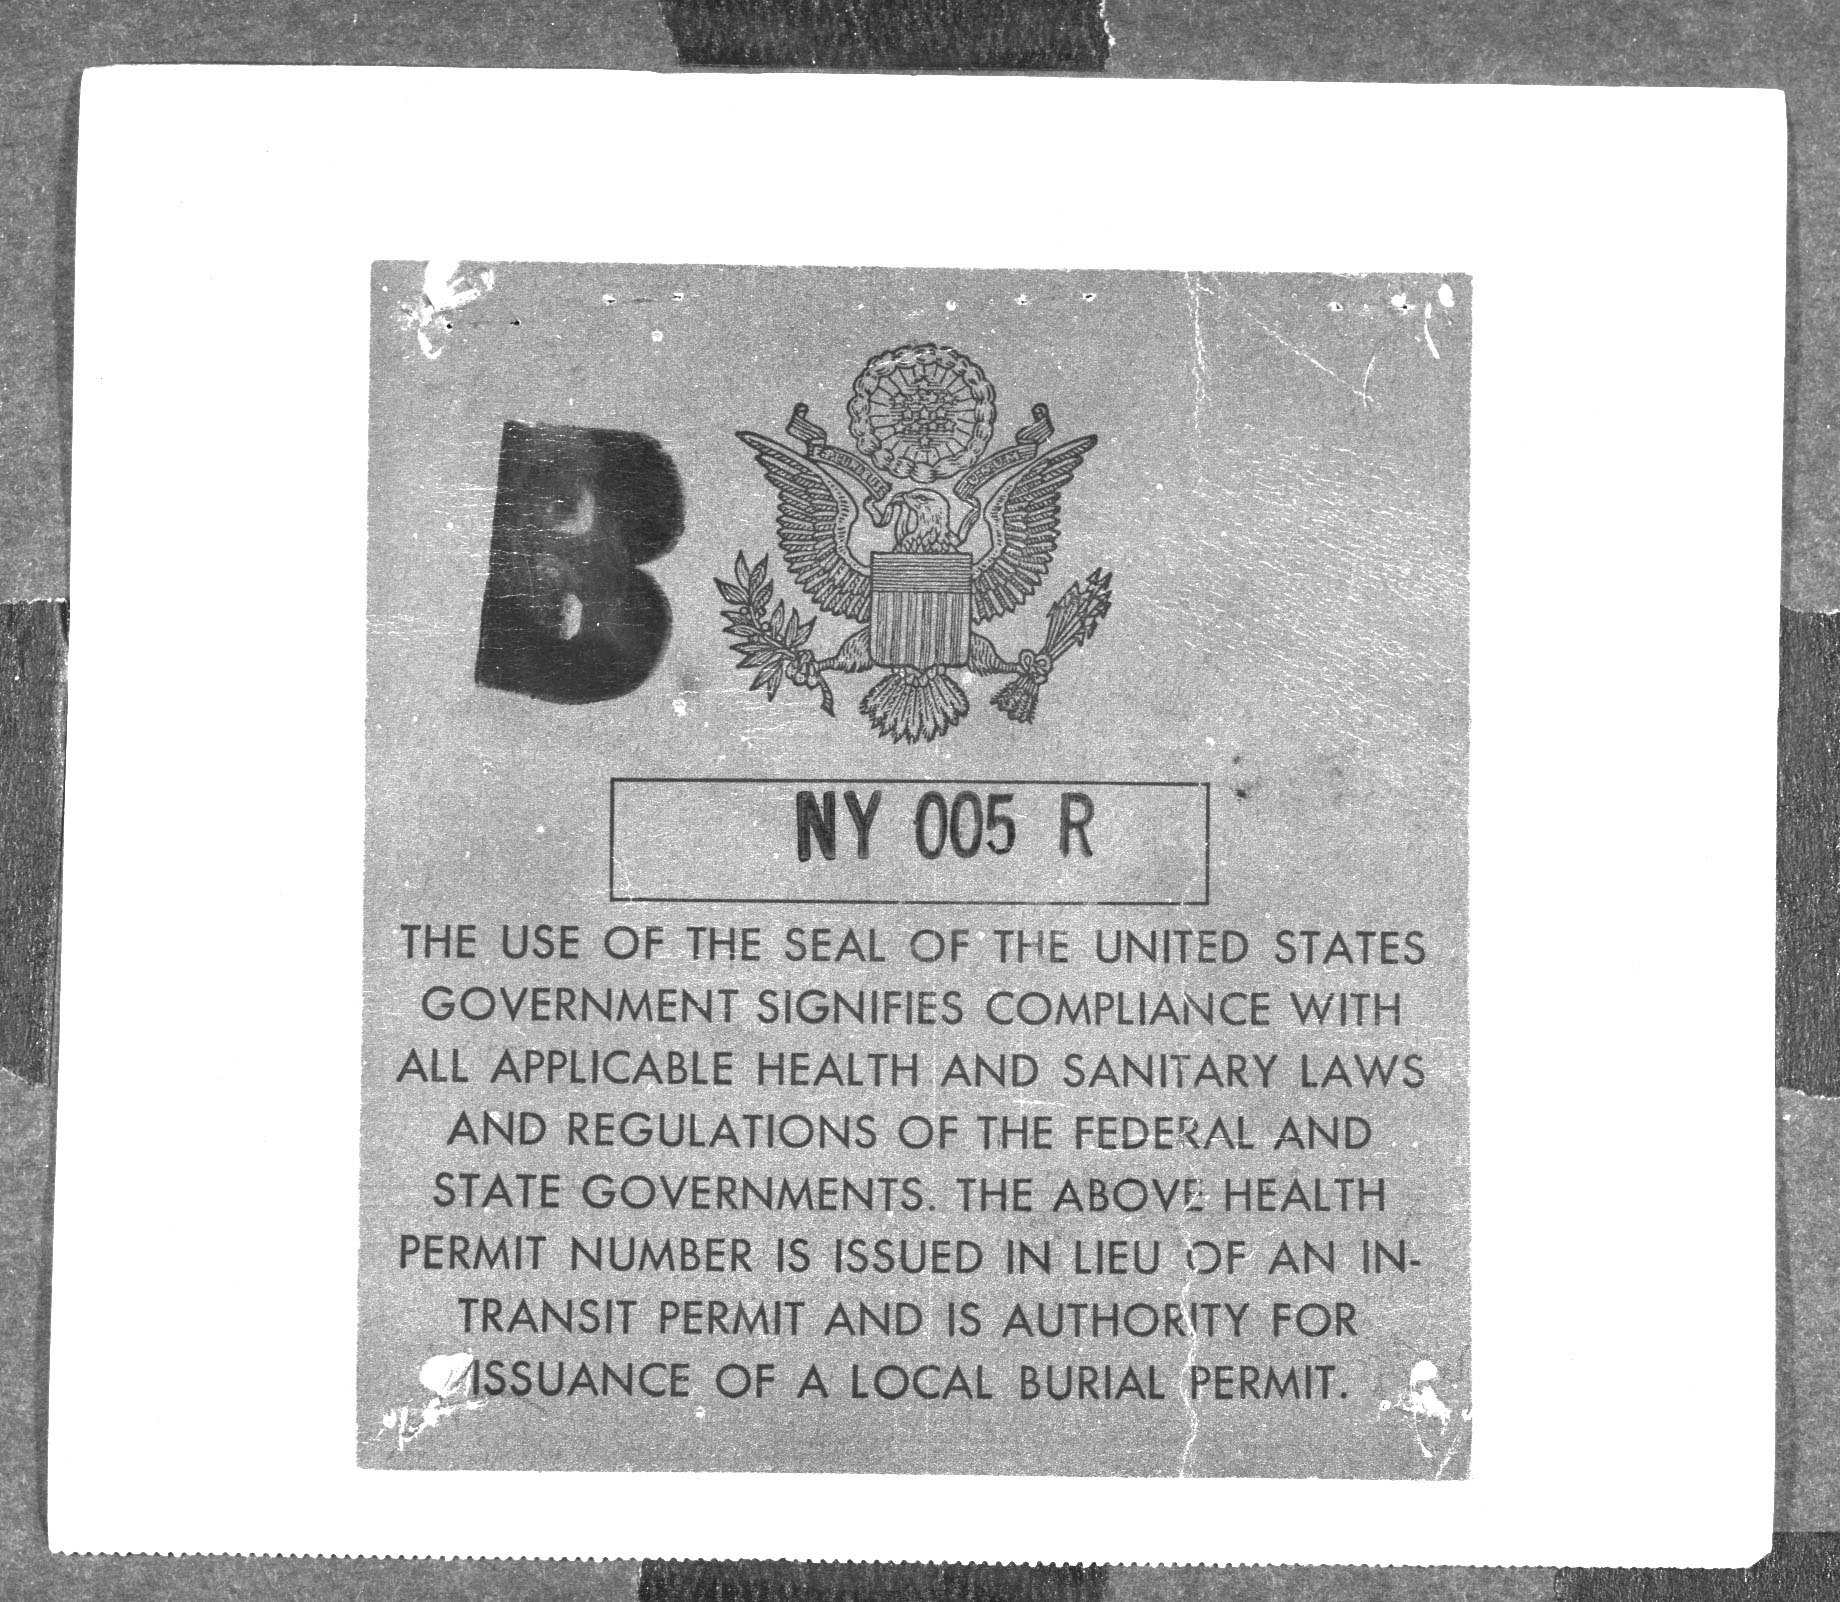 B
NY 005 R
THE USE OF THE SEAL OF THE UNITED STATES
GOVERNMENT SIGNIFIES COMPLIANCE WITH
ALL APPLICABLE HEALTH AND SANITARY LAWS
AND REGULATIONS OF THE FEDERAL AND
STATE GOVERNMENTS. THE ABOVE HEALTH
PERMIT NUMBER IS ISSUED IN LIEU OF AN IN-
TRANSIT PERMIT AND IS AUTHORITY FOR
ISSUANCE OF A LOCAL BURIAL PERMIT.